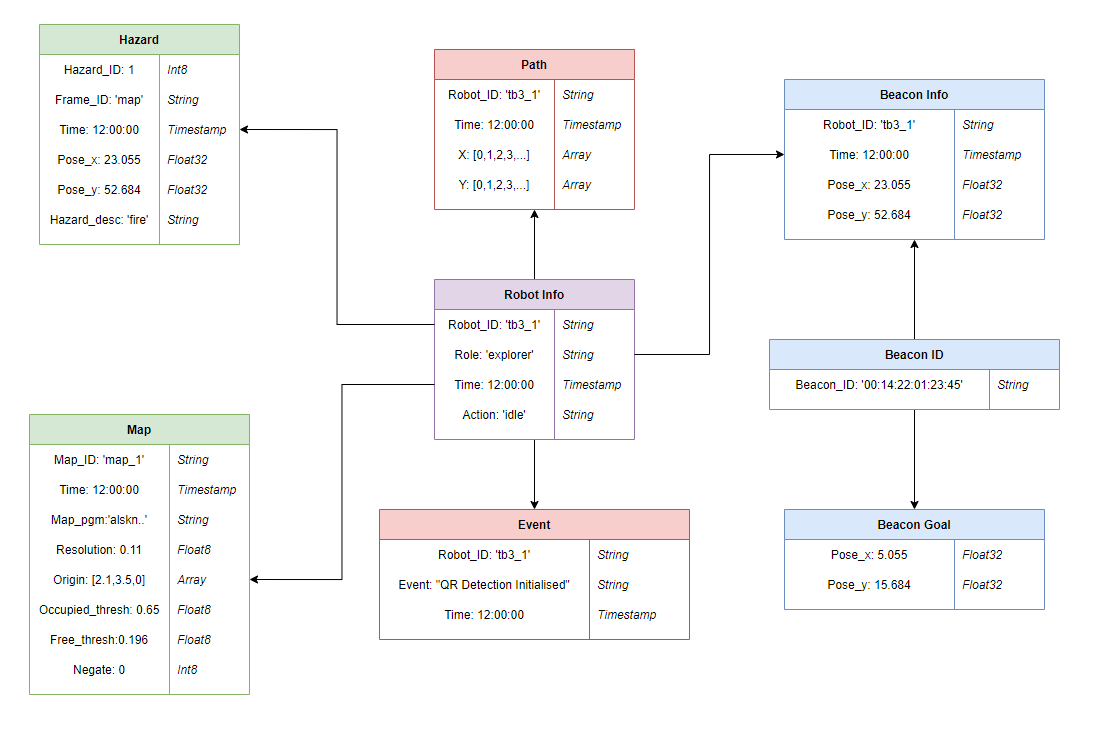 Hazard
Hazard_ID: 1 Int8
Frame_ID: 'map' String
Time: 12:00:00 Timestamp
Pose_x: 23.055 Float32
Pose_y: 52.684 Float32
Hazard_desc: 'fire' String
Path
Robot_ID: 'tb3_1' String
Time: 12:00:00 Timestamp
X: [0,1,2,3,...] Array
Y: [0,1,2,3,...] Array
Beacon Info
Robot_ID: 'tb3_1' String
Time: 12:00:00 Timestamp
Pose_x: 23.055 Float32
Pose_y: 52.684 Float32
Robot Info
Robot_ID: 'tb3_1' String
Role: 'explorer' String
Time: 12:00:00 Timestamp
Action: 'idle' String
Beacon ID
Beacon_ID: '00:14:22:01:23:45' String
Map
Map_ID: 'map_1' String
Time: 12:00:00 Timestamp
Map_pgm:'alskn..' String
Resolution: 0.11 Float8
Origin: [2.1,3.5,0] Array
Occupied_thresh: 0.65 Float8
Free_thresh:0.196 Float8
Negate: 0 Int8
Event
Robot_ID: 'tb3_1' String
Event: "QR Detection Initialised" String
Time: 12:00:00 Timestamp
Beacon Goal
Pose_x: 5.055 Float32
Pose_y: 15.684 Float32